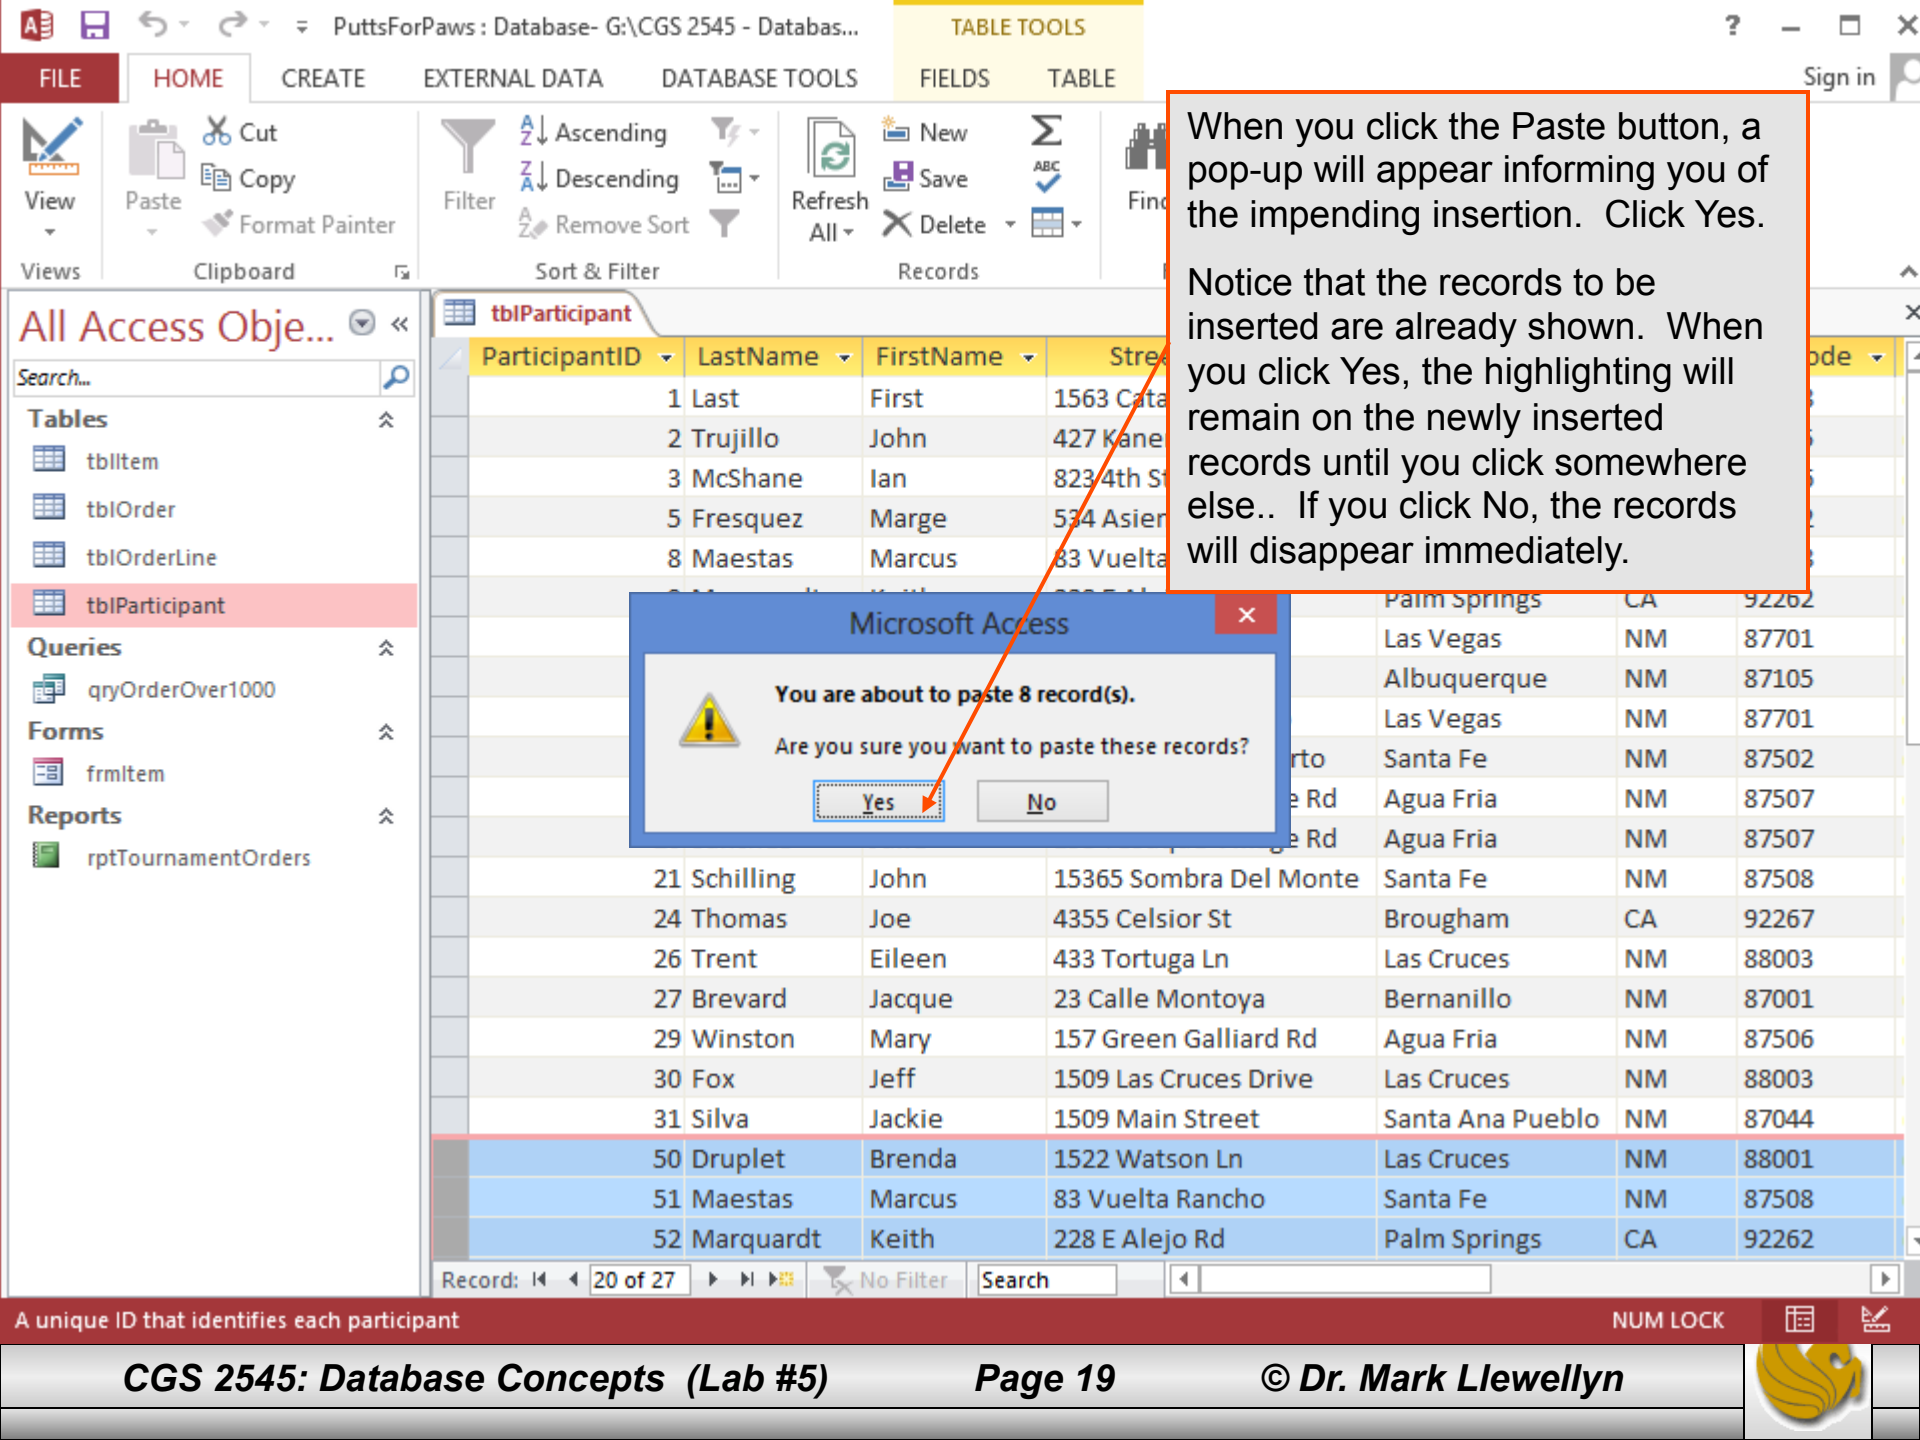 PuttsForPaws : Database- G:\CGS 2545 - Databas...
TABLE TOOLS
?
FILE HOME CREATE EXTERNAL DATA DATABASE TOOLS FIELDS TABLE
Sign in
View
Views
Paste
Cut
Copy
Format Painter
Clipboard
Filter
Ascending
Descending
Remove Sort
Sort & Filter
Refresh
All
New
Save
Delete
Records
ABC
When you click the Paste button, a
pop-up will appear informing you of
the impending insertion. Click Yes.
Notice that the records to be
inserted are already shown. When
you click Yes, the highlighting will
remain on the newly inserted
records until you click somewhere
else.. If you click No, the records
will disappear immediately.
All Access Obje...
Search...
Tables
tblItem
tblOrder
tblOrderLine
tblParticipant
Queries
qryOrderOver1000
Forms
frmItem
Reports
rptTournamentOrders
tblParticipant
ParticipantID LastName FirstName
1 Last First 1563
2 Trujillo John 427
3 McShane Ian 823 4th
5 Fresquez Marge 534
8 Maestas Marcus 83 Vuelta
Palm Springs CA 92262
Las Vegas NM 87701
Albuquerque NM 87105
Las Vegas NM 87701
Santa Fe NM 87502
Rd Agua Fria NM 87507
Rd Agua Fria NM 87507
21 Schilling John 15365 Sombra Del Monte Santa Fe NM 87508
24 Thomas Joe 4355 Celsior St Brougham CA 92267
26 Trent Eileen 433 Tortuga Ln Las Cruces NM 88003
27 Brevard Jacque 23 Calle Montoya Bernanillo NM 87001
29 Winston Mary 157 Green Galliard Rd Agua Fria NM 87506
30 Fox Jeff 1509 Las Cruces Drive Las Cruces NM 88003
31 Silva Jackie 1509 Main Street Santa Ana Pueblo NM 87044
50 Druplet Brenda 1522 Watson Ln Las Cruces NM 88001
51 Maestas Marcus 83 Vuelta Rancho Santa Fe NM 87508
52 Marquardt Keith 228 E Alejo Rd Palm Springs CA 92262
Microsoft Access
You are about to paste 8 record(s).
Are you sure you want to paste these records?
Yes No
Record: 20 of 27 No Filter Search
A unique ID that identifies each participant
NUM LOCK
CGS 2545: Database Concepts (Lab #5) Page 19 © Dr. Mark Llewellyn